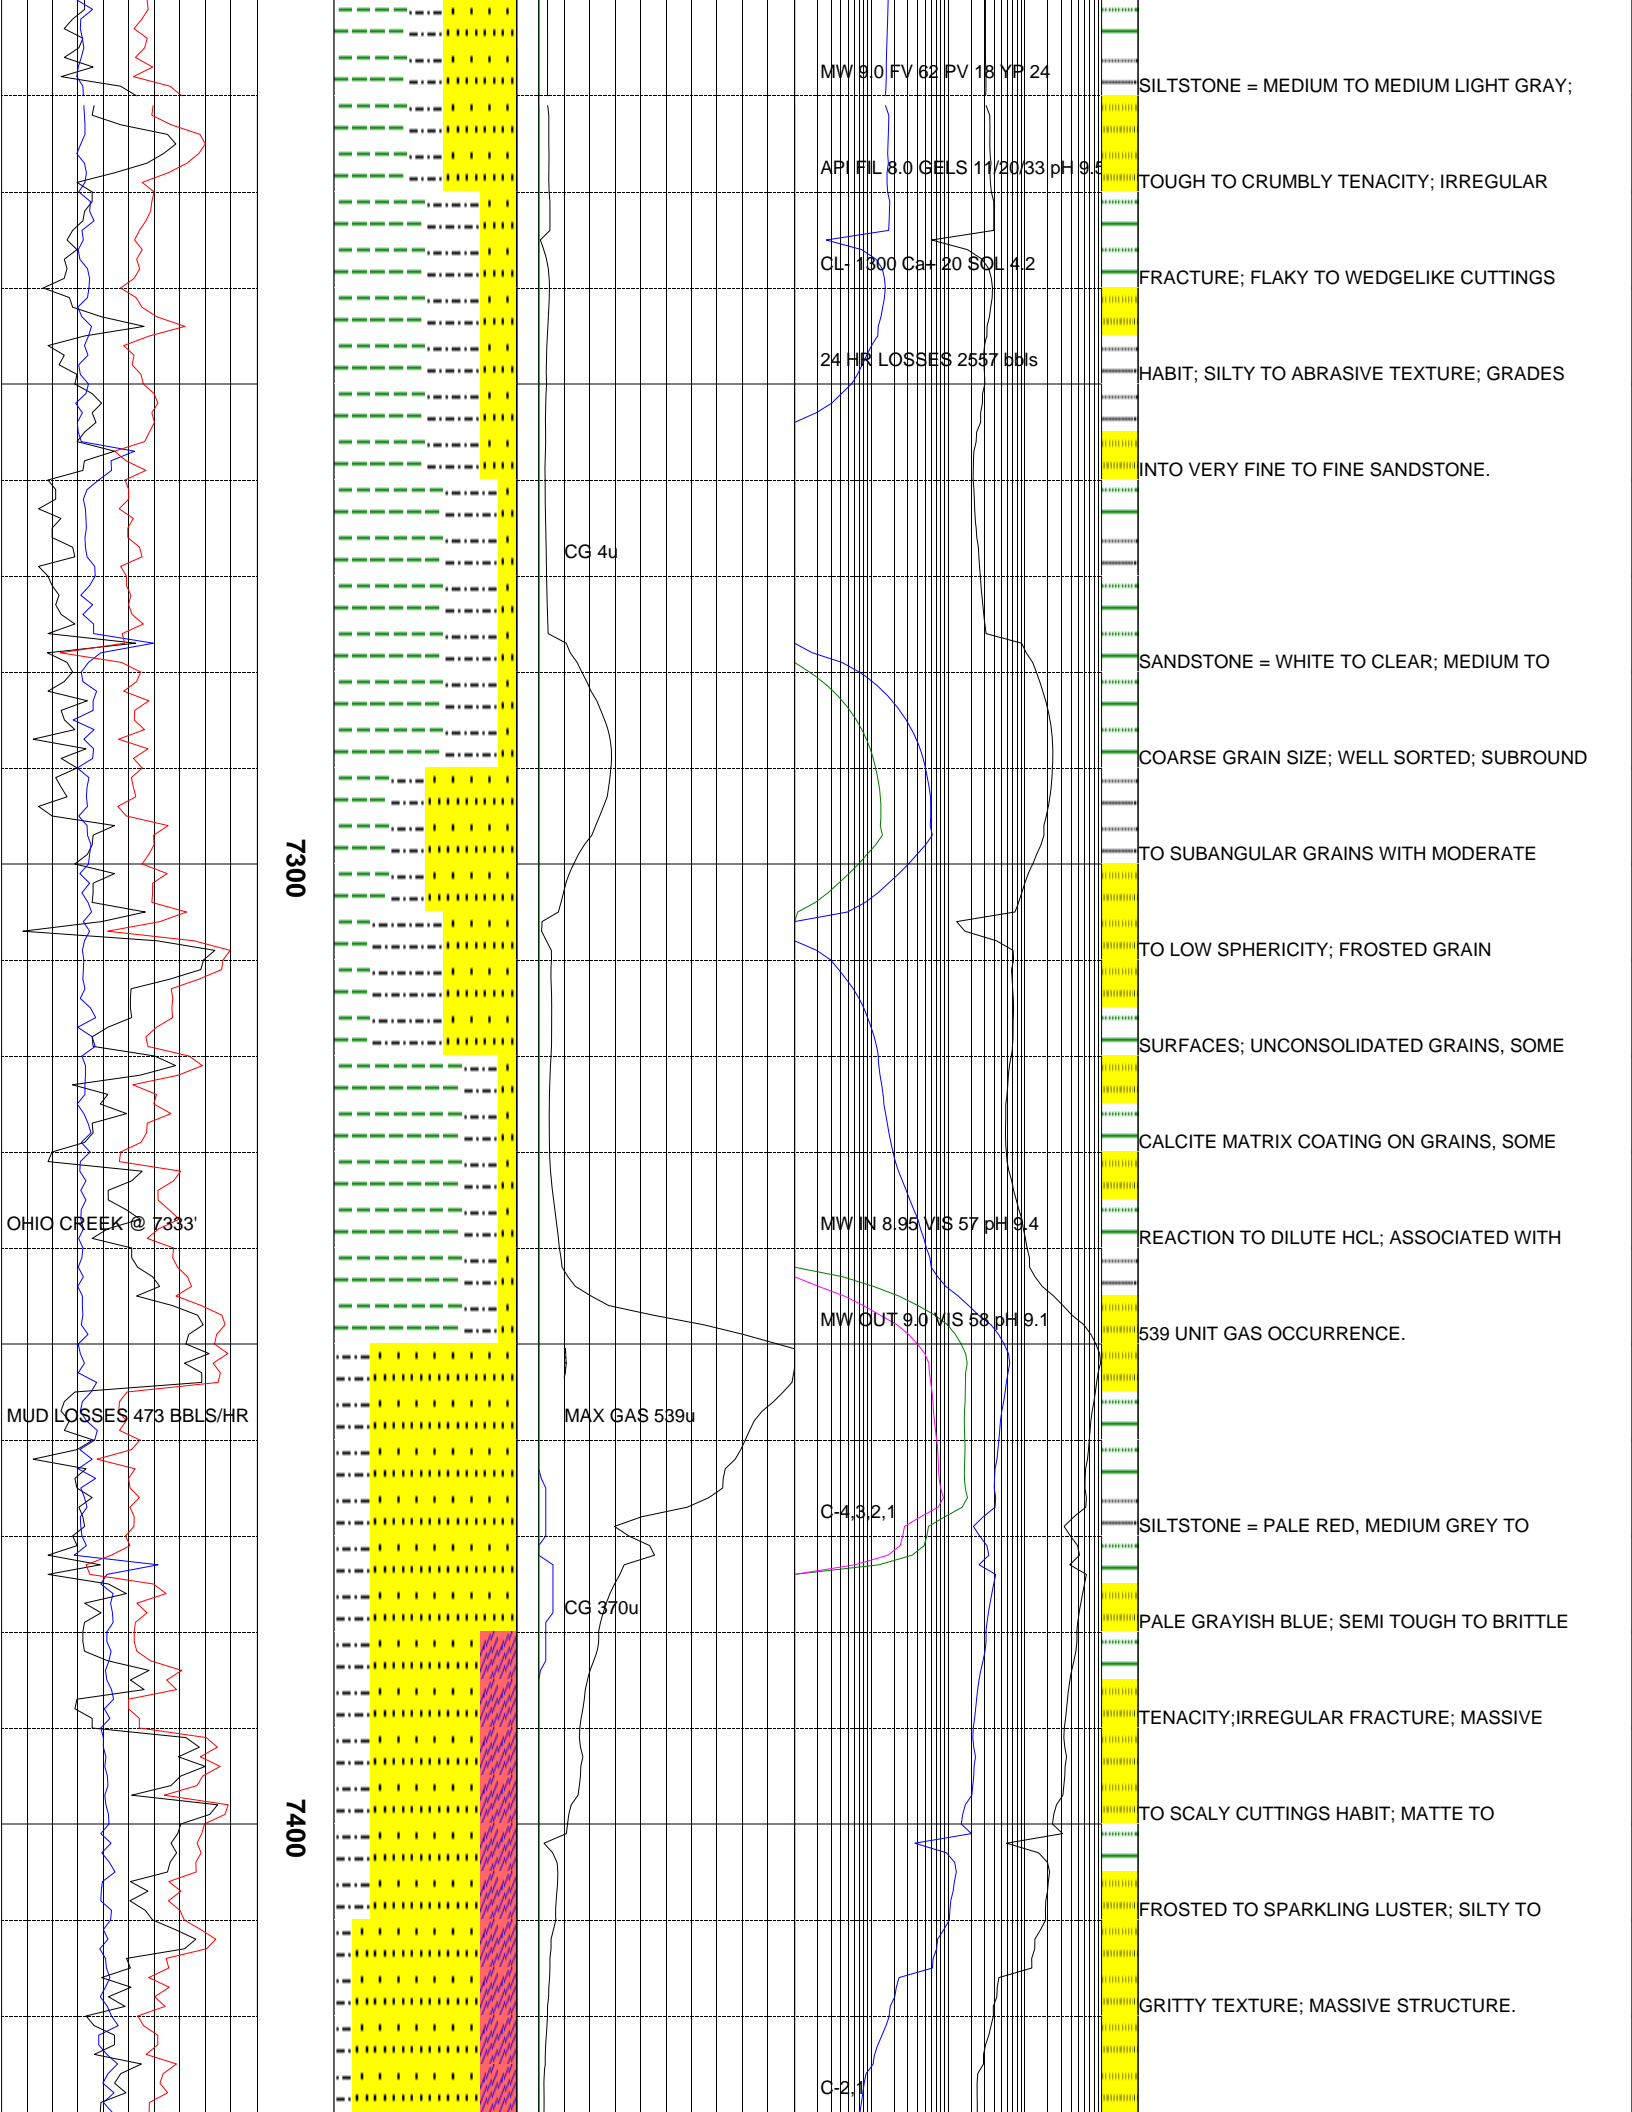 MW 9.0 FV 62 PV 18 YP 24
SILTSTONE = MEDIUM TO MEDIUM LIGHT GRAY;
API FIL 8.0 GELS 11/20/33 pH 9.5
TOUGH TO CRUMBLY TENACITY; IRREGULAR
CL- 1300 Ca+ 20 SOL 4.2
FRACTURE; FLAKY TO WEDGELIKE CUTTINGS
24 HR LOSSES 2557 bbls
HABIT; SILTY TO ABRASIVE TEXTURE; GRADES
INTO VERY FINE TO FINE SANDSTONE.
CG 4u
SANDSTONE = WHITE TO CLEAR; MEDIUM TO
COARSE GRAIN SIZE; WELL SORTED; SUBROUND
7300
TO SUBANGULAR GRAINS WITH MODERATE
TO LOW SPHERICITY; FROSTED GRAIN
SURFACES; UNCONSOLIDATED GRAINS, SOME
CALCITE MATRIX COATING ON GRAINS, SOME
OHIO CREEK @ 7333'
MW IN 8.95 VIS 57 pH 9.4
REACTION TO DILUTE HCL; ASSOCIATED WITH
MW OUT 9.0 VIS 58 pH 9.1
539 UNIT GAS OCCURRENCE.
MUD LOSSES 473 BBLS/HR
MAX GAS 539u
C-4,3,2,1
SILTSTONE = PALE RED, MEDIUM GREY TO
CG 370u
PALE GRAYISH BLUE; SEMI TOUGH TO BRITTLE
TENACITY;IRREGULAR FRACTURE; MASSIVE
7400
TO SCALY CUTTINGS HABIT; MATTE TO
FROSTED TO SPARKLING LUSTER; SILTY TO
GRITTY TEXTURE; MASSIVE STRUCTURE.
C-2,1